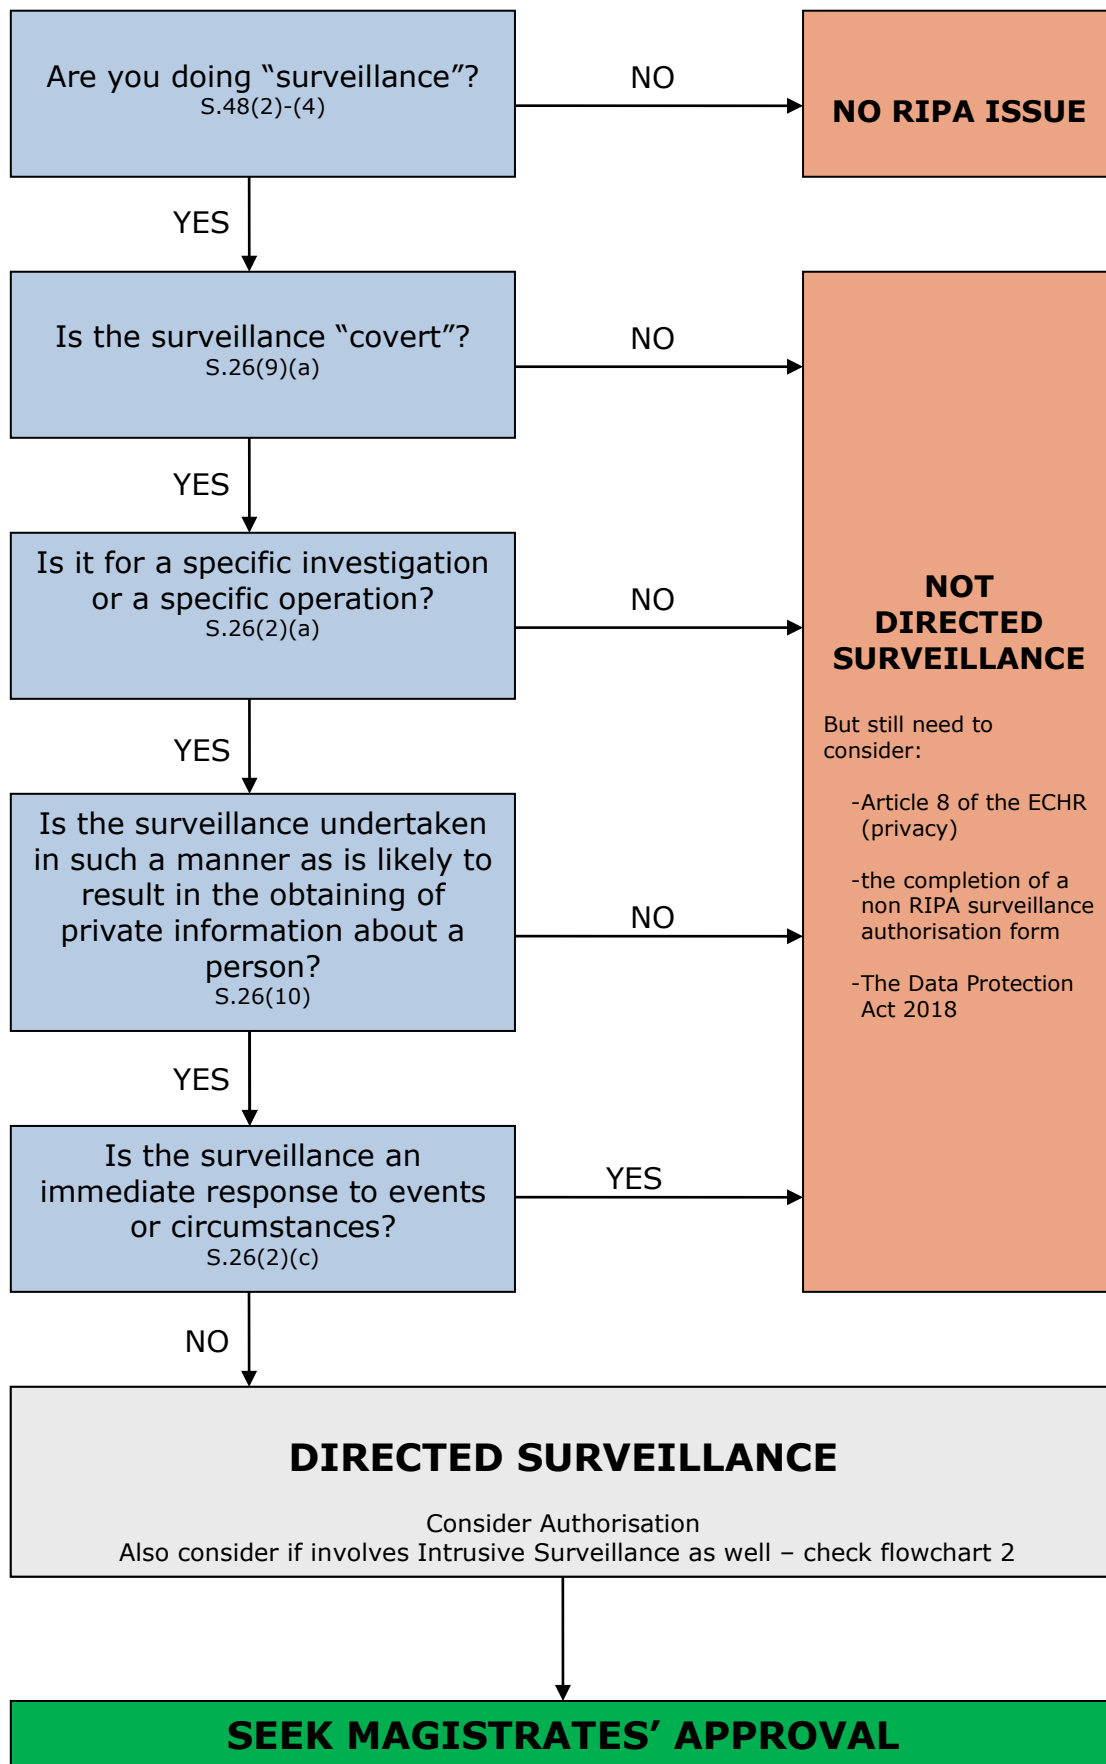 Are you doing “surveillance”?
S.48(2)-(4)
NO
NO RIPA ISSUE
YES
Is the surveillance “covert”?
S.26(9)(a)
NO
YES
Is it for a specific investigation
or a specific operation?
S.26(2)(a)
NO
YES
Is the surveillance undertaken
in such a manner as is likely to
result in the obtaining of
private information about a
person?
S.26(10)
NO
YES
Is the surveillance an
immediate response to events
or circumstances?
S.26(2)(c)
YES
NOT
DIRECTED
SURVEILLANCE
But still need to
consider:
-Article 8 of the ECHR
(privacy)
-the completion of a
non RIPA surveillance
authorisation form
-The Data Protection
Act 2018
NO
DIRECTED SURVEILLANCE
Consider Authorisation
Also consider if involves Intrusive Surveillance as well – check flowchart 2
SEEK MAGISTRATES’ APPROVAL